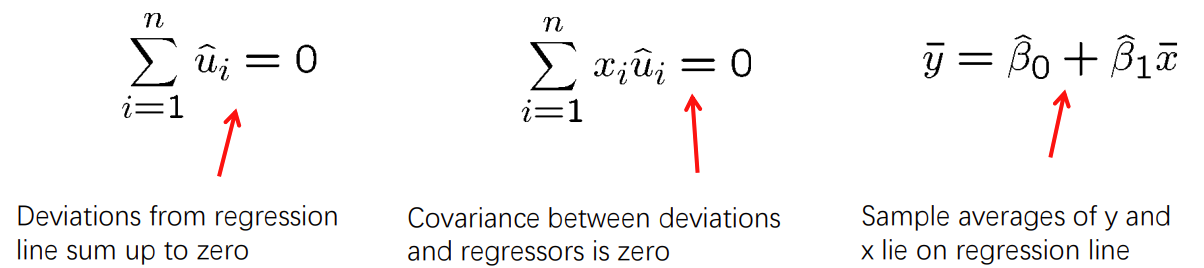 ∑_{i=1}^{n} û_i = 0
∑_{i=1}^{n} x_i û_i = 0
ȳ = β̂_0 + β̂_1 x̄
Deviations from regression
line sum up to zero
Covariance between deviations
and regressors is zero
Sample averages of y and
x lie on regression line